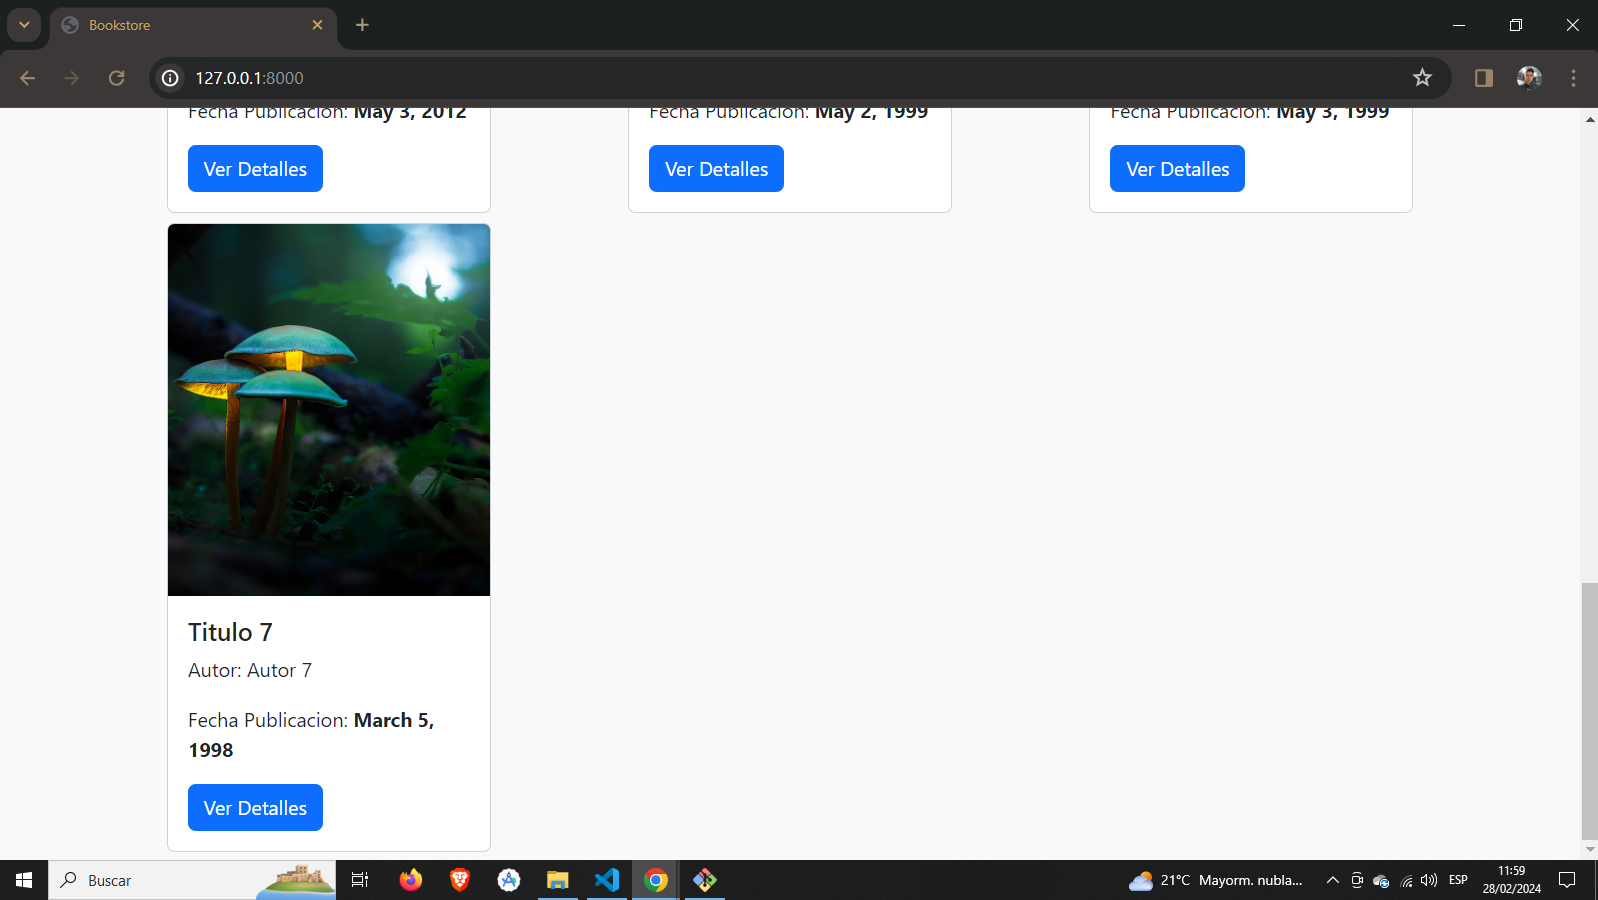 Bookstore
127.0.0.1:8000
Fecha Publicacion: May 3, 2012
Fecha Publicacion: May 2, 1999
Fecha Publicacion: May 3, 1999
Ver Detalles
Ver Detalles
Ver Detalles
Titulo 7
Autor: Autor 7
Fecha Publicacion: March 5,
1998
Ver Detalles
Buscar
21°C Mayorm. nubla...
ESP
11:59
28/02/2024